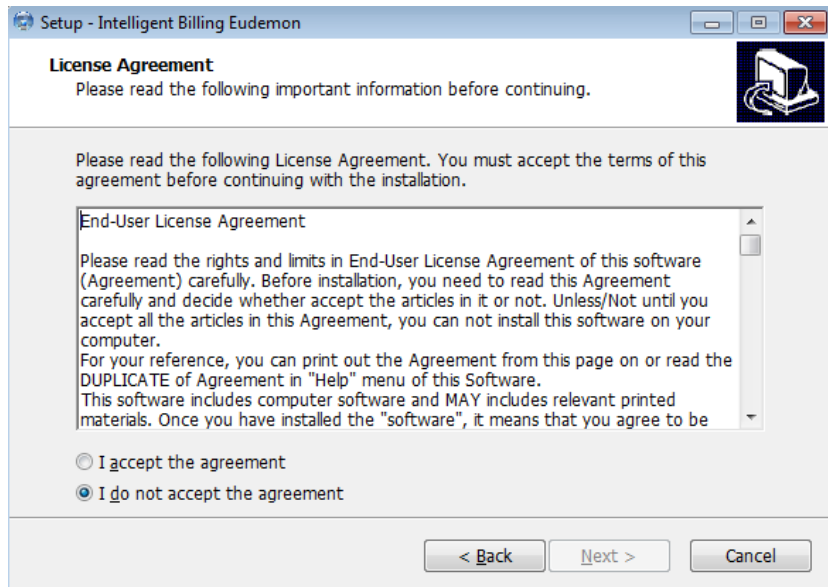 Setup - Intelligent Billing Eudemon
License Agreement
Please read the following important information before continuing.
Please read the following License Agreement. You must accept the terms of this
agreement before continuing with the installation.
End-User License Agreement
Please read the rights and limits in End-User License Agreement of this software
(Agreement) carefully. Before installation, you need to read this Agreement
carefully and decide whether accept the articles in it or not. Unless/Not until you
accept all the articles in this Agreement, you can not install this software on your
computer.
For your reference, you can print out the Agreement from this page on or read the
DUPLICATE of Agreement in "Help" menu of this Software.
This software includes computer software and MAY includes relevant printed
materials. Once you have installed the "software", it means that you agree to be
I accept the agreement
I do not accept the agreement
< Back Next > Cancel